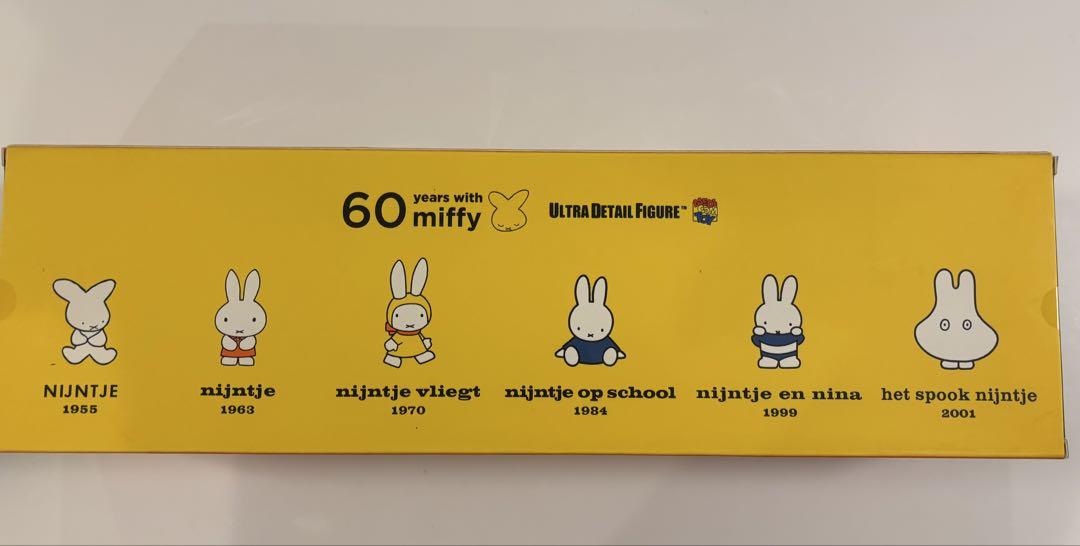 60 years with miffy
ULTRA DETAIL FIGURE™
NIJNTJE
1955
nijntje
1963
nijntje vliegt
1970
nijntje op school
1984
nijntje en nina
1999
het spook nijntje
2001